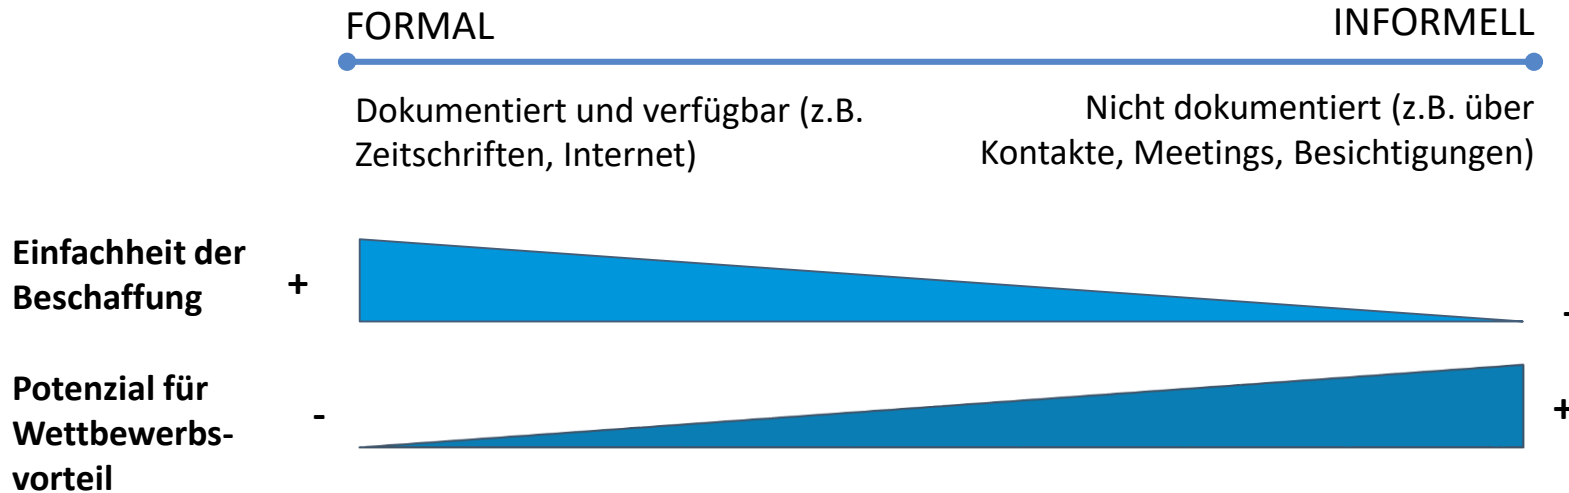 FORMAL
INFORMELL
Dokumentiert und verfügbar (z.B.
Zeitschriften, Internet)
Nicht dokumentiert (z.B. über
Kontakte, Meetings, Besichtigungen)
Einfachheit der
Beschaffung
+
-
Potenzial für
Wettbewerbs-
vorteil
-
+